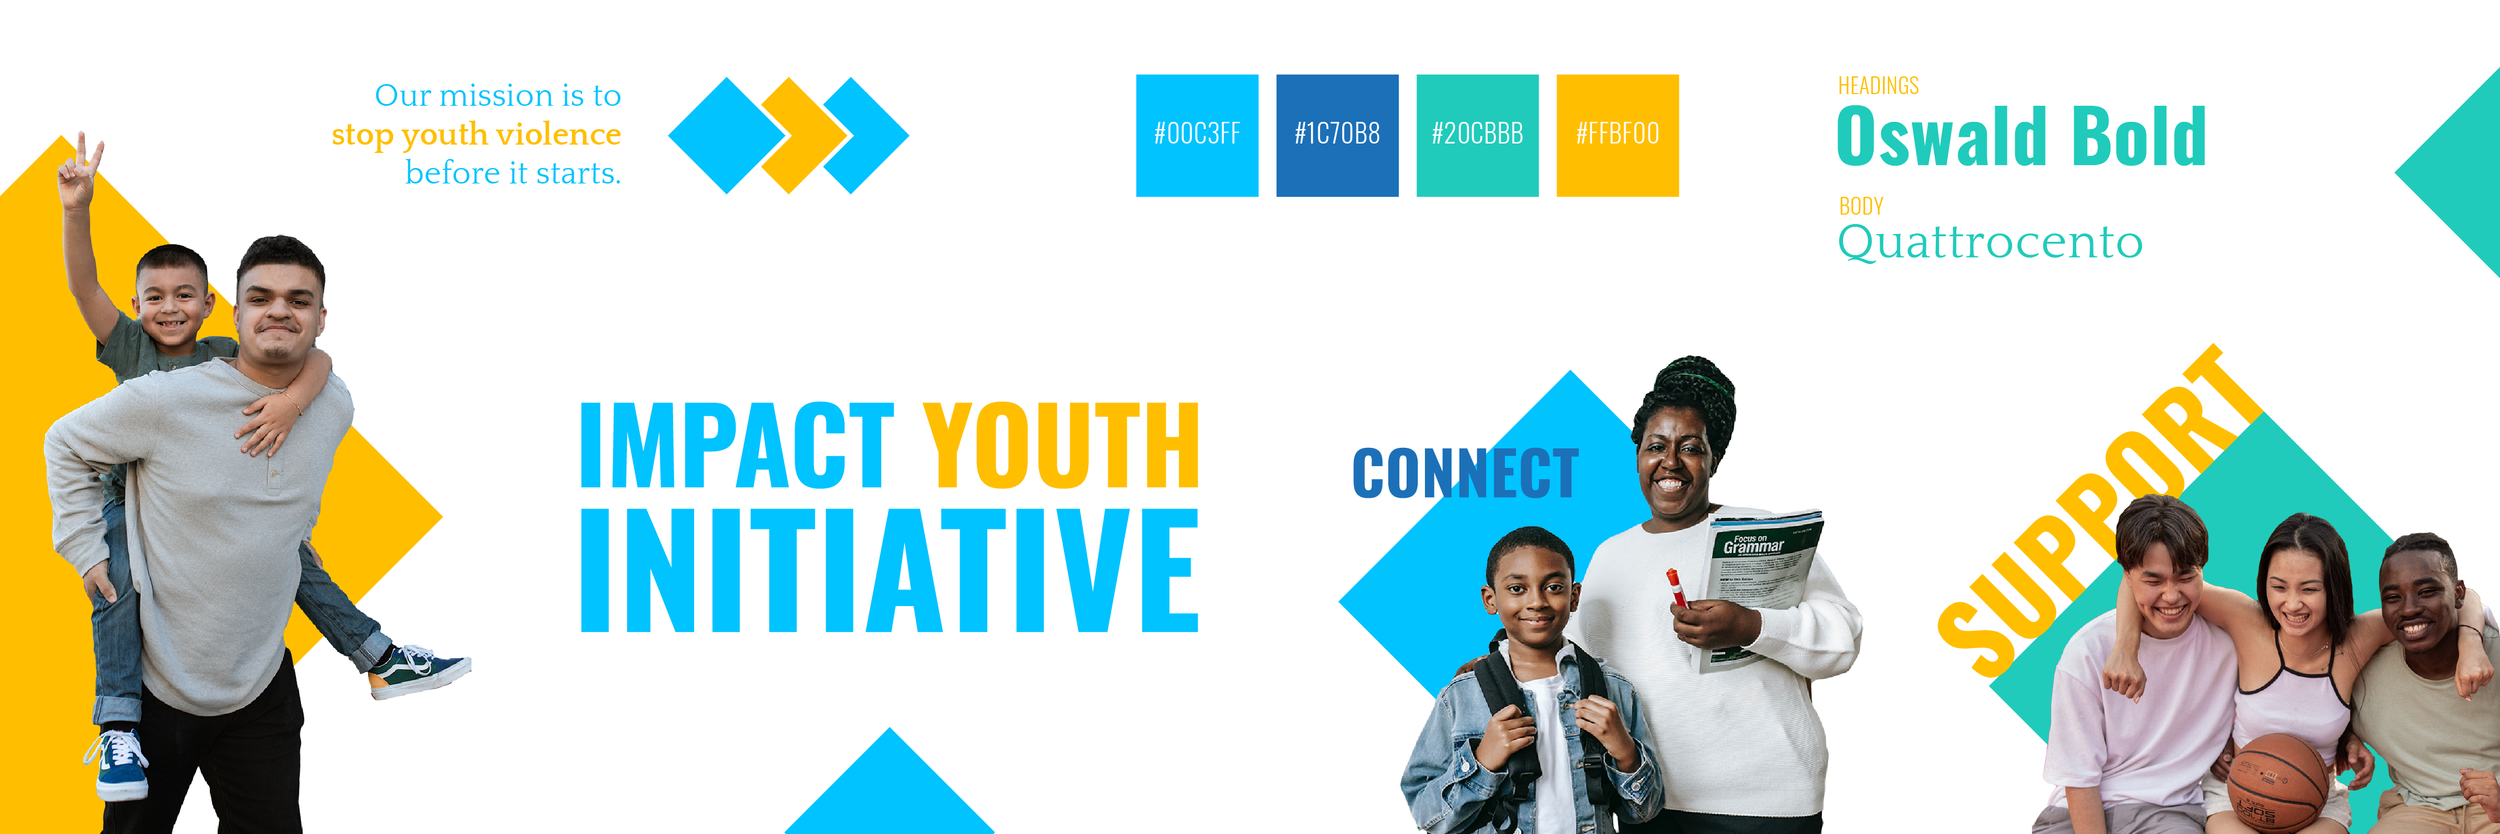 Our mission is to
stop youth violence
before it starts.
#00C3FF
#1C70B8
#20CBBB
#FFBF00
HEADINGS
Oswald Bold
BODY
Quattrocento
IMPACT YOUTH
INITIATIVE
CONNECT
Focus on
Grammar
SUPPORT